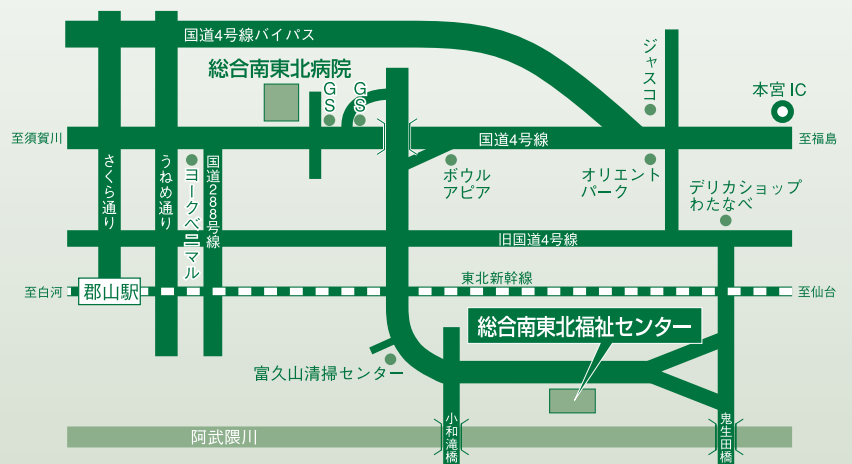 国道4号線バイパス
総合南東北病院
GS
GS
ジャスコ
本宮IC
至須賀川
国道4号線
至福島
さくら通り
うねめ通り
ヨークベニマル
国道288号線
ボウル
アピア
オリエント
パーク
デリカショップ
わたなべ
旧国道4号線
至白河
郡山駅
東北新幹線
至仙台
総合南東北福祉センター
富久山清掃センター
小和滝橋
鬼生田橋
阿武隈川